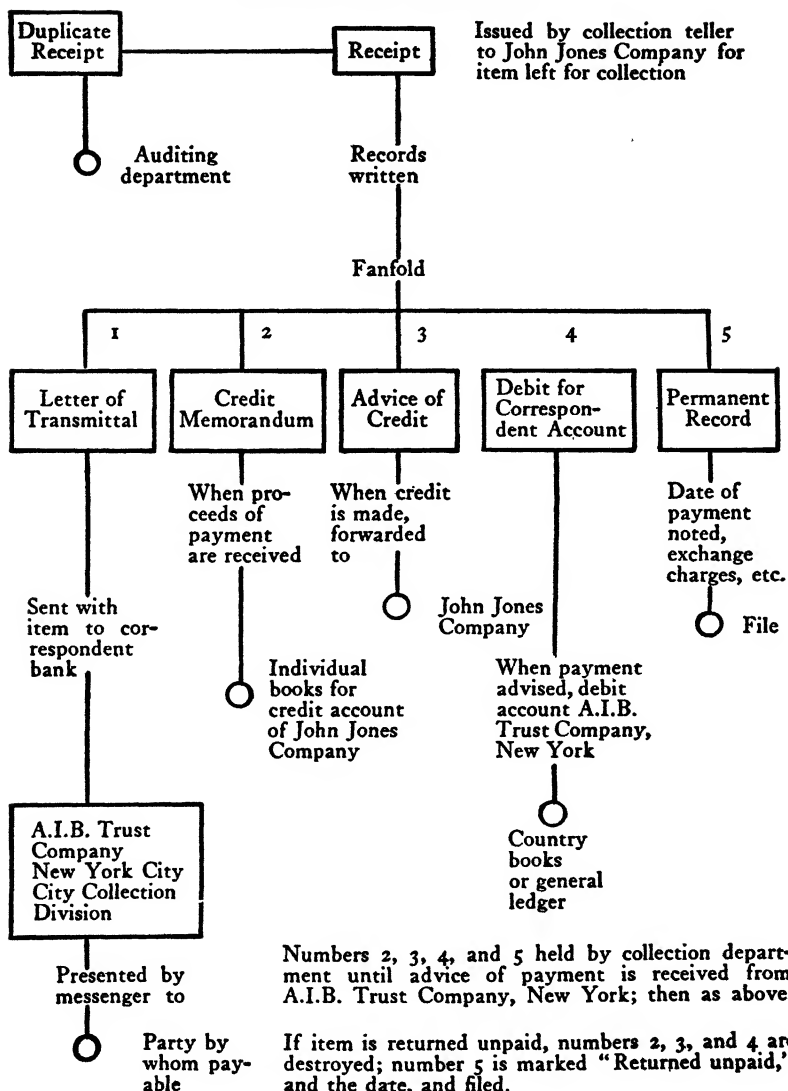 Duplicate
Receipt
Receipt
Issued by collection teller
to John Jones Company for
item left for collection
Auditing
department
Records
written
Fanfold
1
2
3
4
5
Letter of
Transmittal
Credit
Memorandum
Advice of
Credit
Debit for
Correspon-
dent Account
Permanent
Record
When pro-
ceeds of
payment
are received
When credit
is made,
forwarded
to
Date of
payment
noted,
exchange
charges, etc.
Sent with
item to cor-
respondent
bank
John Jones
Company
File
Individual
books for
credit account
of John Jones
Company
When payment
advised, debit
account A.I.B.
Trust Company,
New York
A.I.B. Trust
Company
New York City
City Collection
Division
Country
books
or general
ledger
Presented by
messenger to
Party by
whom pay-
able
Numbers 2, 3, 4, and 5 held by collection depart-
ment until advice of payment is received from
A.I.B. Trust Company, New York; then as above
If item is returned unpaid, numbers 2, 3, and 4 are
destroyed; number 5 is marked "Returned unpaid,"
and the date, and filed.